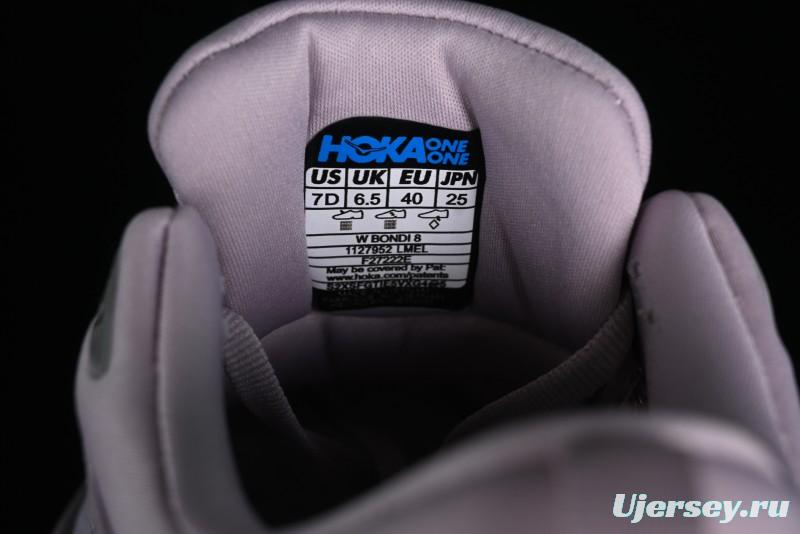 HOKA ONE ONE
US UK EU JPN
7D 6.5 40 25
W BONDI 8
1127952 LMEL
F27222E
May be covered by Pat:
www.hoka.com/patents
Ujersey.ru